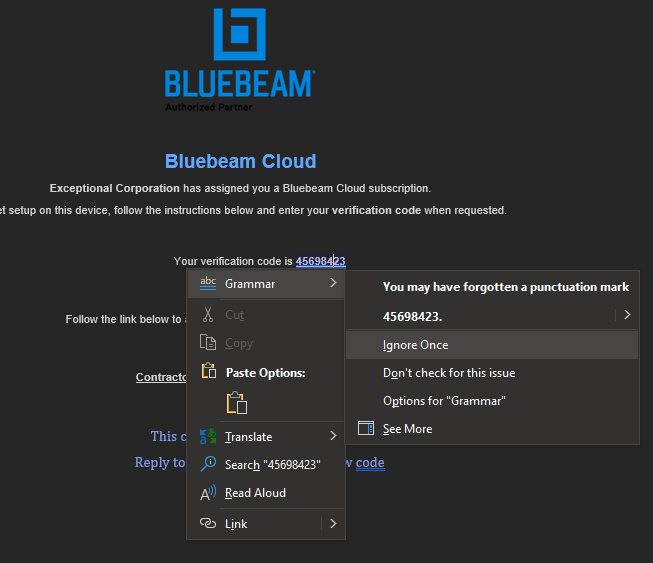 BLUEBEAM®
Authorized Partner
Bluebeam Cloud
Exceptional Corporation has assigned you a Bluebeam Cloud subscription.
et setup on this device, follow the instructions below and enter your verification code when requested.
Your verification code is 45698423
abc Grammar
You may have forgotten a punctuation mark
Cut
45698423.
Follow the link below to a
Copy
Ignore Once
Paste Options:
Don't check for this issue
Contracto
Options for "Grammar"
This c
Translate
See More
Reply to
Search "45698423"
w code
Read Aloud
Link